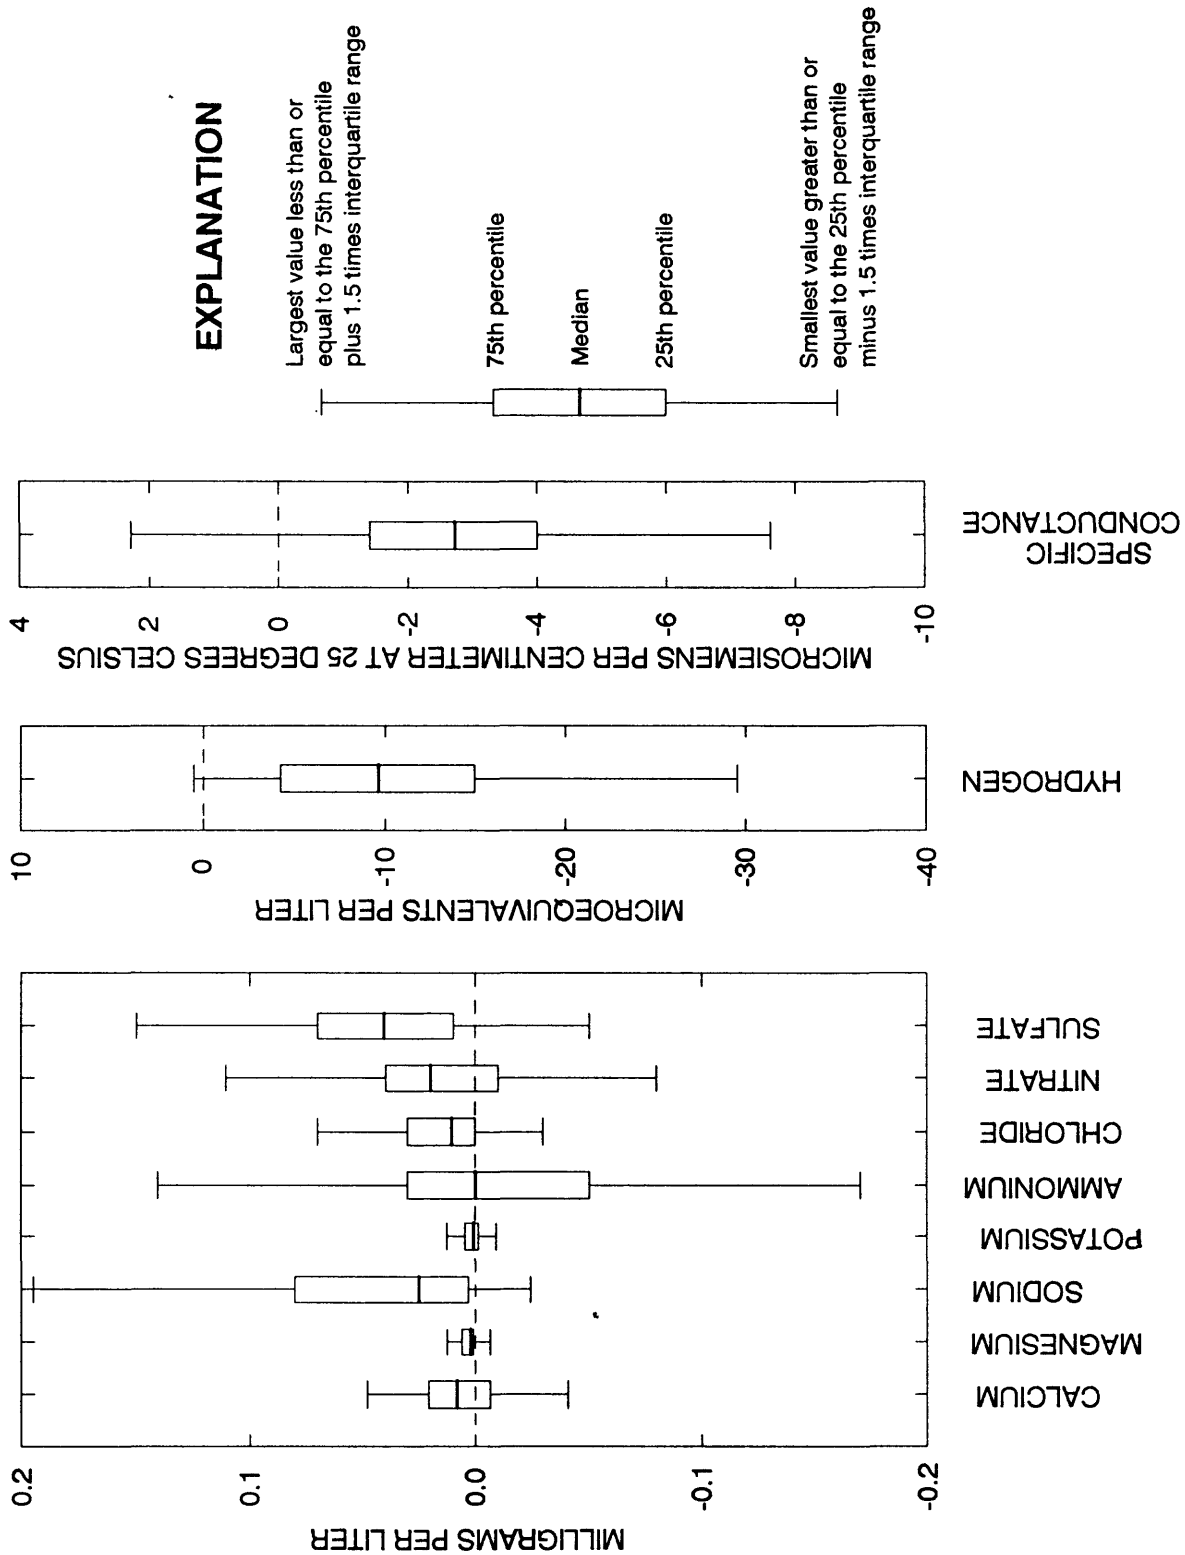 EXPLANATION
Largest value less than or
equal to the 75th percentile
plus 1.5 times interquartile range
75th percentile
Median
25th percentile
Smallest value greater than or
equal to the 25th percentile
minus 1.5 times interquartile range
MILLIGRAMS PER LITER
0.2
0.1
0.0
-0.1
-0.2
CALCIUM
MAGNESIUM
SODIUM
POTASSIUM
AMMONIUM
CHLORIDE
NITRATE
SULFATE
MICROEQUIVALENTS PER LITER
10
0
-10
-20
-30
-40
HYDROGEN
MICROSIEMENS PER CENTIMETER AT 25 DEGREES CELSIUS
4
2
0
-2
-4
-6
-8
-10
SPECIFIC
CONDUCTANCE